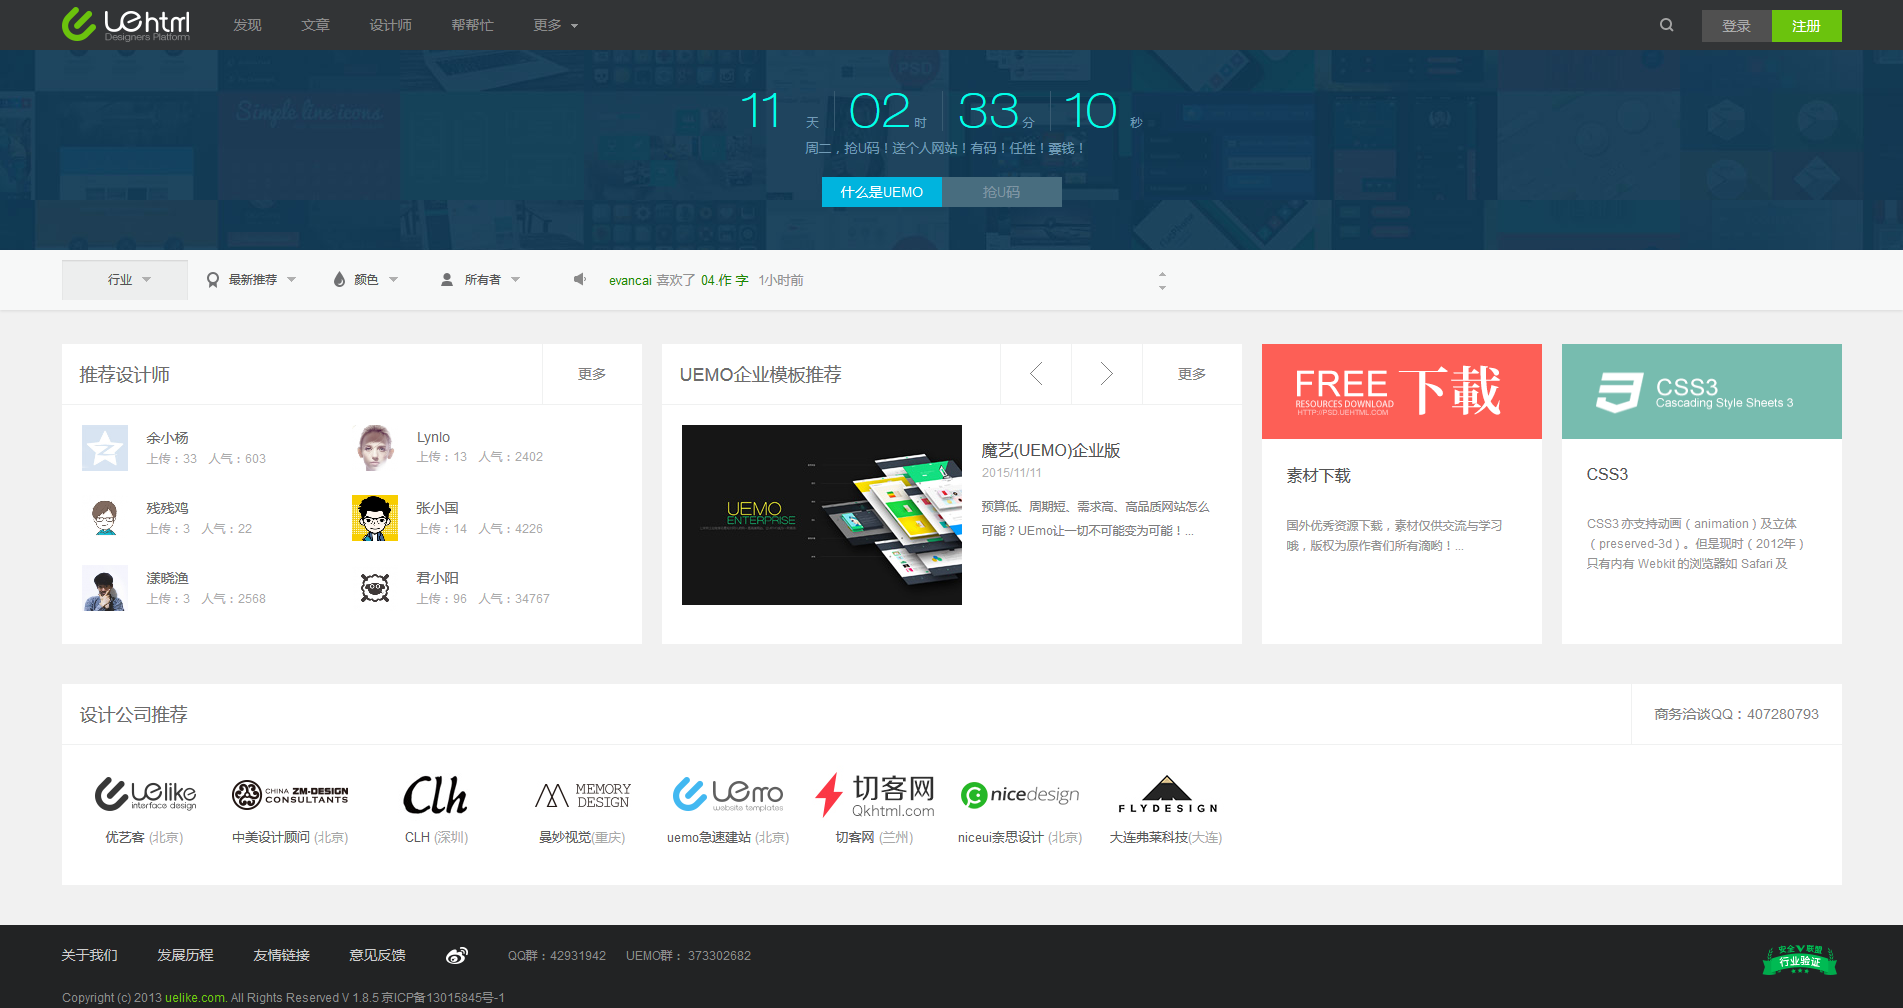 uehtml
Designers Platform
发现 文章 设计师 帮帮忙 更多
登录 注册
PSD
Simple line icons
11 天 02 时 33 分 10 秒
周二，抢U码！送个人网站！有码！任性！要钱！
什么是UEMO 抢U码
行业 最新推荐 颜色 所有者 evancai 喜欢了 04.作 字 1小时前
推荐设计师 更多
余小杨
上传：33 人气：603
Lynlo
上传：13 人气：2402
残残鸡
上传：3 人气：22
张小国
上传：14 人气：4226
漾晓渔
上传：3 人气：2568
君小阳
上传：96 人气：34767
UEMO企业模板推荐 更多
UEMO
ENTERPRISE
魔艺(UEMO)企业版
2015/11/11
预算低、周期短、需求高、高品质网站怎么
可能？UEmo让一切不可能变为可能！...
FREE 下載
RESOURCES DOWNLOAD
HTTP://PSD.UEHTML.COM
素材下载
国外优秀资源下载，素材仅供交流与学习
哦，版权为原作者们所有滴哟！...
CSS3
Cascading Style Sheets 3
CSS3
CSS3 亦支持动画（animation）及立体
（preserved-3d）。但是现时（2012年）
只有内有 Webkit 的浏览器如 Safari 及
设计公司推荐 商务洽谈QQ：407280793
uelike
interface design
优艺客 (北京)
CHINA ZM-DESIGN
CONSULTANTS
中美设计顾问 (北京)
Clh
CLH (深圳)
MEMORY
DESIGN
曼妙视觉(重庆)
uemo
website templates
uemo急速建站 (北京)
切客网
Qkhtml.com
切客网 (兰州)
nicedesign
niceui奈思设计 (北京)
FLYDESIGN
大连弗莱科技(大连)
关于我们 发展历程 友情链接 意见反馈 QQ群：42931942 UEMO群： 373302682
安全联盟
行业验证
Copyright (c) 2013 uelike.com. All Rights Reserved V 1.8.5 京ICP备13015845号-1